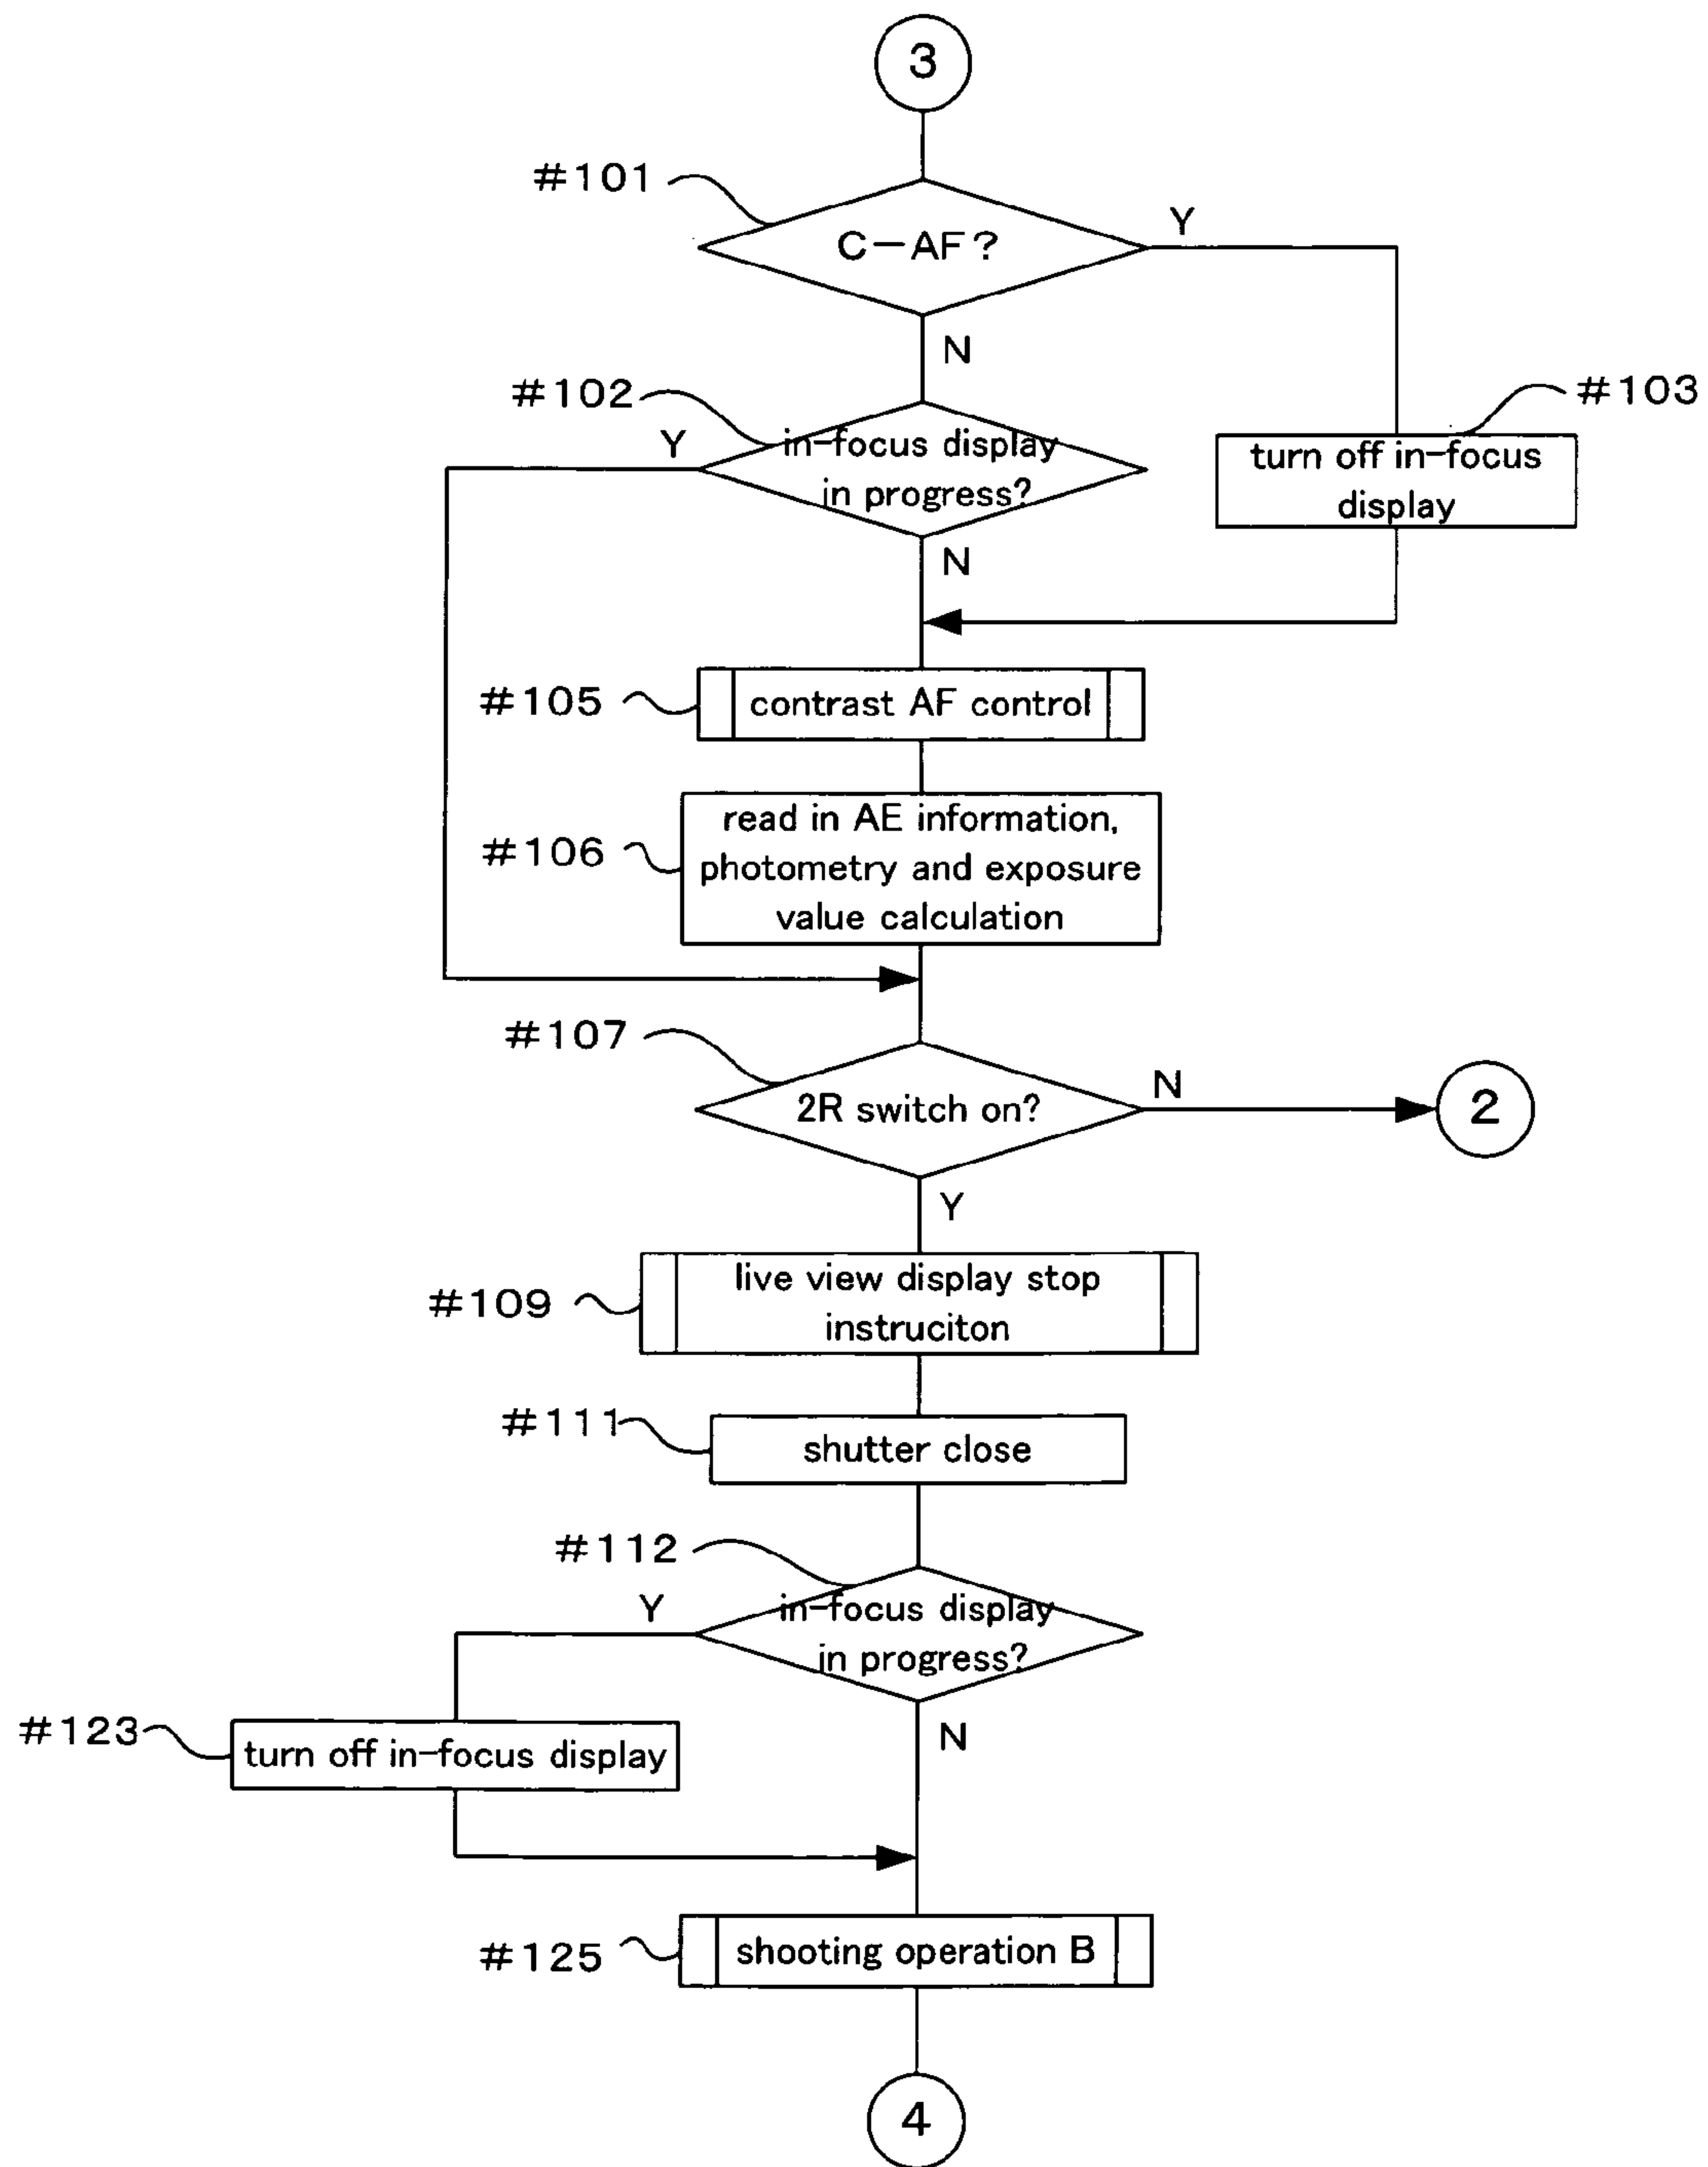 3
#101
C-AF?
Y
N
#102
Y
in-focus display
in progress?
#103
turn off in-focus
display
N
#105
contrast AF control
#106
read in AE information,
photometry and exposure
value calculation
#107
2R switch on?
N
2
Y
#109
live view display stop
instruciton
#111
shutter close
#112
Y
in-focus display
in progress?
#123
turn off in-focus display
N
#125
shooting operation B
4